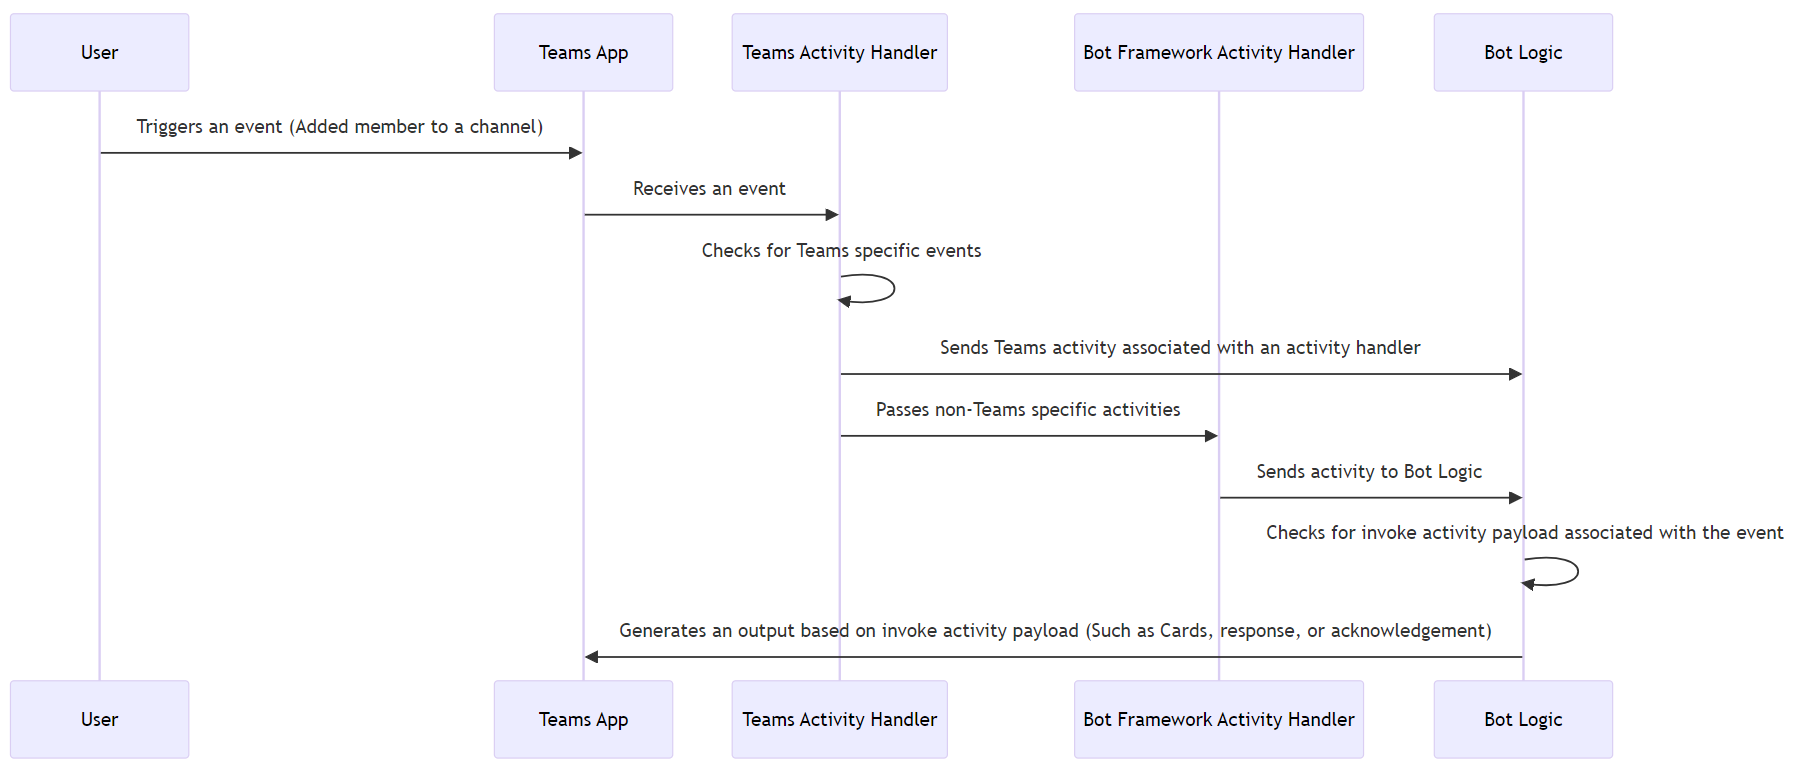 User
Teams App
Teams Activity Handler
Bot Framework Activity Handler
Bot Logic
Triggers an event (Added member to a channel)
Receives an event
Checks for Teams specific events
Sends Teams activity associated with an activity handler
Passes non-Teams specific activities
Sends activity to Bot Logic
Checks for invoke activity payload associated with the event
Generates an output based on invoke activity payload (Such as Cards, response, or acknowledgement)
User
Teams App
Teams Activity Handler
Bot Framework Activity Handler
Bot Logic